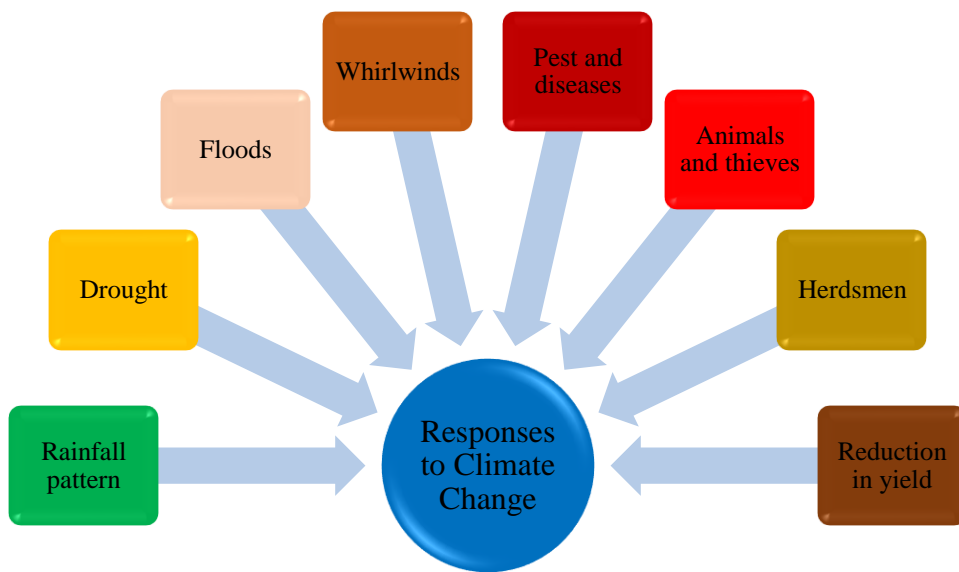 Whirlwinds
Pest and
diseases
Floods
Animals
and thieves
Drought
Herdsmen
Rainfall
pattern
Responses
to Climate
Change
Reduction
in yield